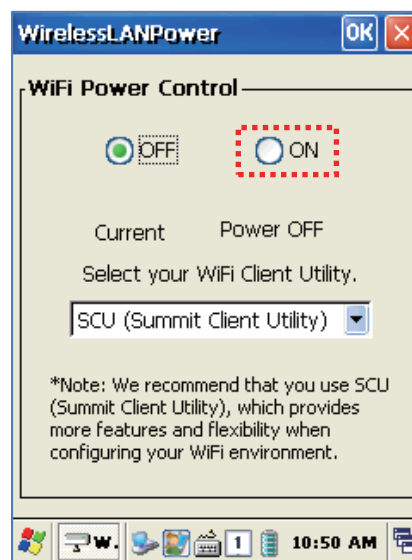 WirelessLANPower OK
WiFi Power Control
OFF ON
Current Power OFF
Select your WiFi Client Utility.
SCU (Summit Client Utility)
*Note: We recommend that you use SCU
(Summit Client Utility), which provides
more features and flexibility when
configuring your WiFi environment.
W. 1 10:50 AM